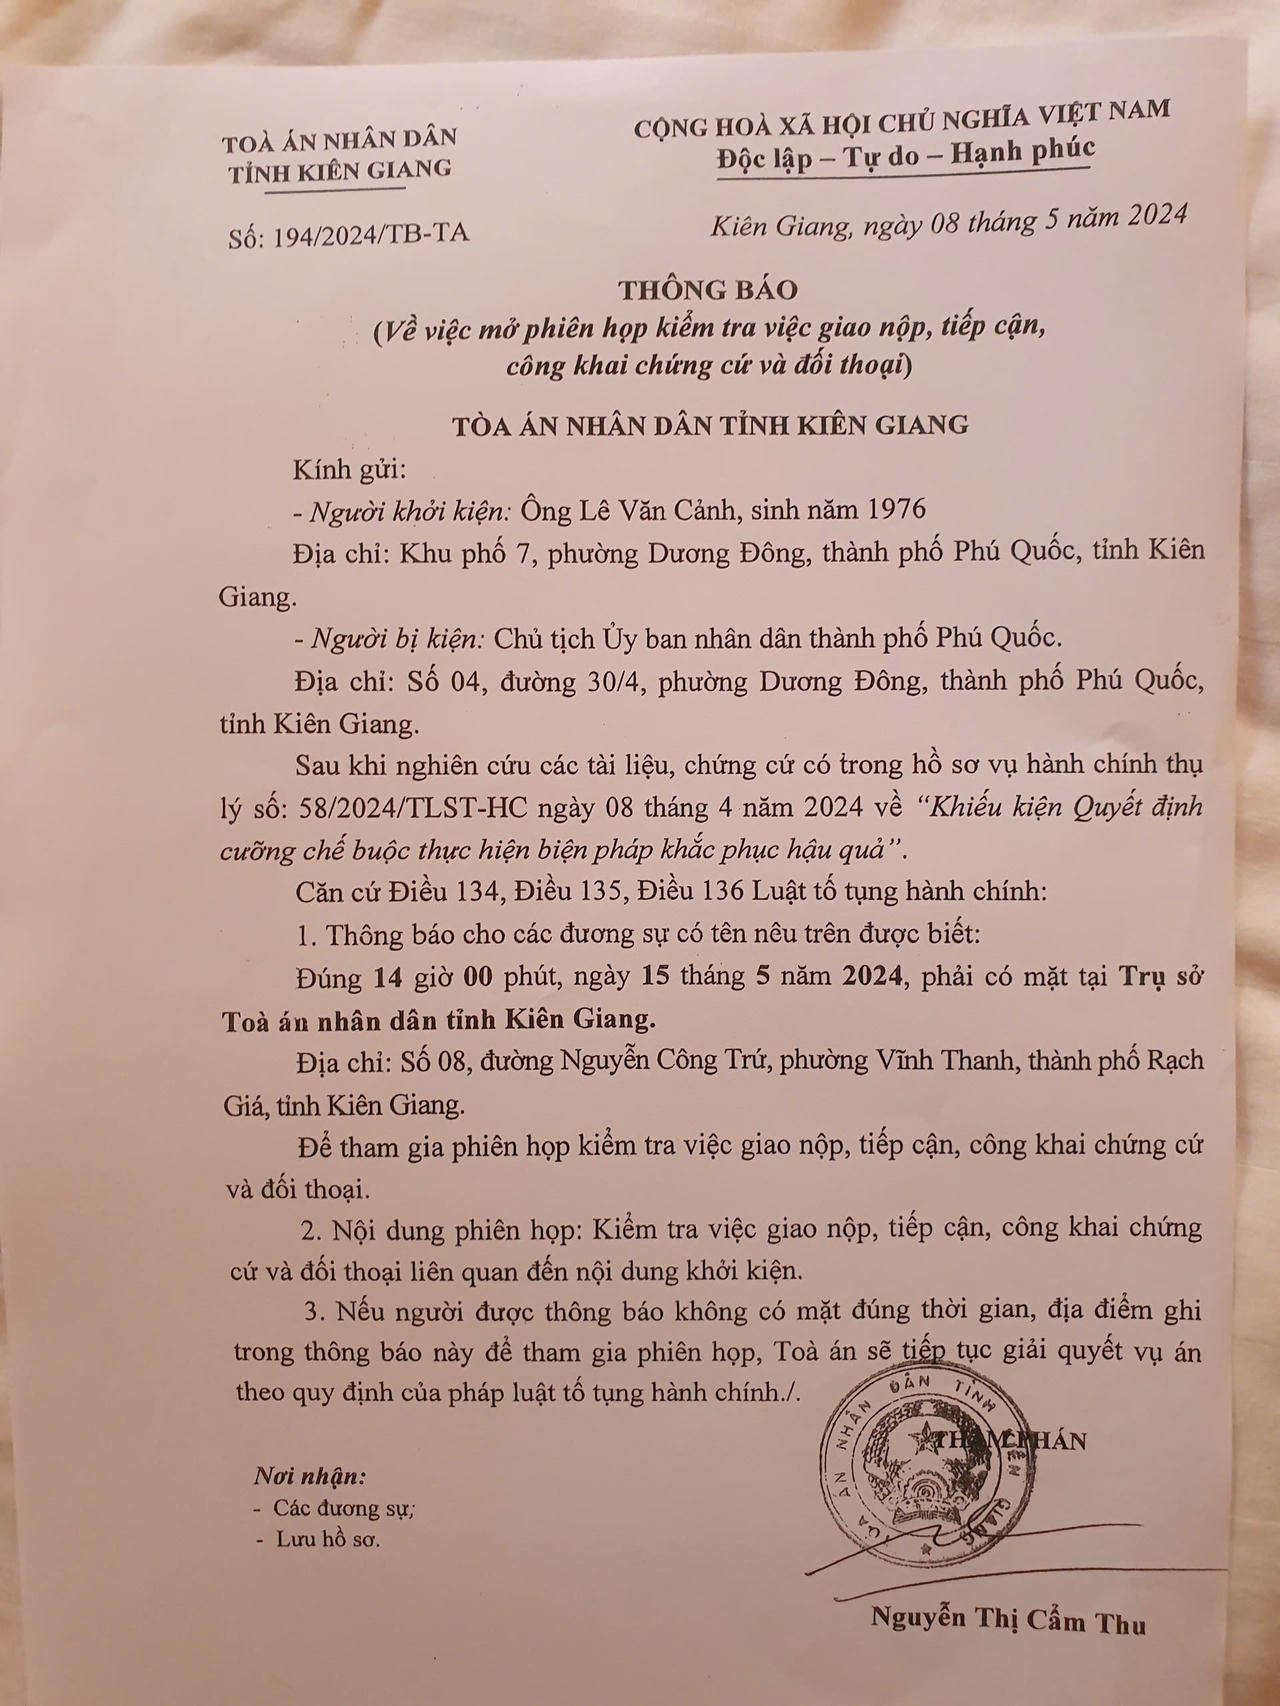 TOÀ ÁN NHÂN DÂN
TỈNH KIÊN GIANG
Số: 194/2024/TB-TA
CỘNG HOÀ XÃ HỘI CHỦ NGHĨA VIỆT NAM
Độc lập – Tự do – Hạnh phúc
Kiên Giang, ngày 08 tháng 5 năm 2024
THÔNG BÁO
(Về việc mở phiên họp kiểm tra việc giao nộp, tiếp cận,
công khai chứng cứ và đối thoại)
TÒA ÁN NHÂN DÂN TỈNH KIÊN GIANG
Kính gửi:
- Người khởi kiện: Ông Lê Văn Cảnh, sinh năm 1976
Địa chỉ: Khu phố 7, phường Dương Đông, thành phố Phú Quốc, tỉnh Kiên
Giang.
- Người bị kiện: Chủ tịch Ủy ban nhân dân thành phố Phú Quốc.
Địa chỉ: Số 04, đường 30/4, phường Dương Đông, thành phố Phú Quốc,
tỉnh Kiên Giang.
Sau khi nghiên cứu các tài liệu, chứng cứ có trong hồ sơ vụ hành chính thụ
lý số: 58/2024/TLST-HC ngày 08 tháng 4 năm 2024 về “Khiếu kiện Quyết định
cưỡng chế buộc thực hiện biện pháp khắc phục hậu quả”.
Căn cứ Điều 134, Điều 135, Điều 136 Luật tố tụng hành chính:
1. Thông báo cho các đương sự có tên nêu trên được biết:
Đúng 14 giờ 00 phút, ngày 15 tháng 5 năm 2024, phải có mặt tại Trụ sở
Toà án nhân dân tỉnh Kiên Giang.
Địa chỉ: Số 08, đường Nguyễn Công Trứ, phường Vĩnh Thanh, thành phố Rạch
Giá, tỉnh Kiên Giang.
Để tham gia phiên họp kiểm tra việc giao nộp, tiếp cận, công khai chứng cứ
và đối thoại.
2. Nội dung phiên họp: Kiểm tra việc giao nộp, tiếp cận, công khai chứng
cứ và đối thoại liên quan đến nội dung khởi kiện.
3. Nếu người được thông báo không có mặt đúng thời gian, địa điểm ghi
trong thông báo này để tham gia phiên họp, Toà án sẽ tiếp tục giải quyết vụ án
theo quy định của pháp luật tố tụng hành chính./.
THẨM PHÁN
TÒA ÁN NHÂN DÂN TỈNH KIÊN GIANG
Nơi nhận:
- Các đương sự;
- Lưu hồ sơ.
Nguyễn Thị Cẩm Thu